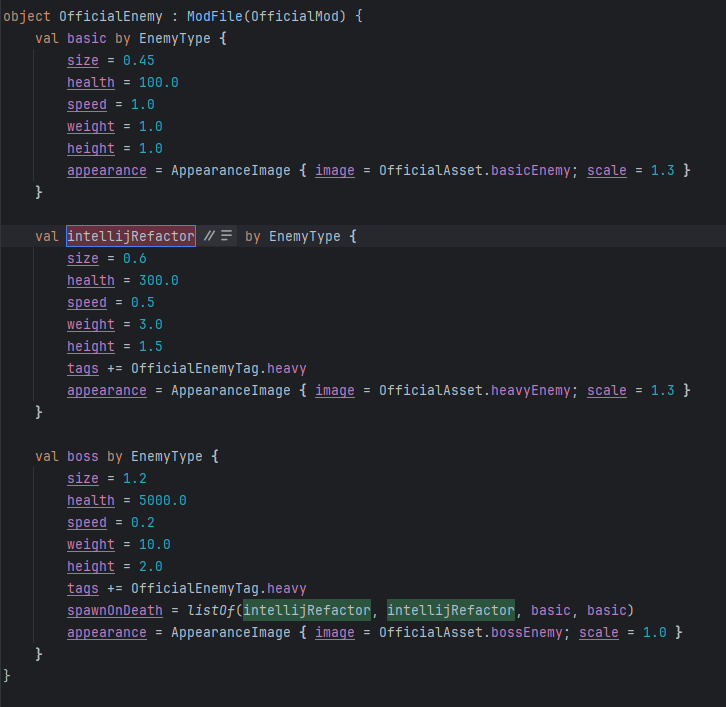 object OfficialEnemy : ModFile(OfficialMod) {
    val basic by EnemyType {
        size = 0.45
        health = 100.0
        speed = 1.0
        weight = 1.0
        height = 1.0
        appearance = AppearanceImage { image = OfficialAsset.basicEnemy; scale = 1.3 }
    }

    val intellijRefactor // by EnemyType {
        size = 0.6
        health = 300.0
        speed = 0.5
        weight = 3.0
        height = 1.5
        tags += OfficialEnemyTag.heavy
        appearance = AppearanceImage { image = OfficialAsset.heavyEnemy; scale = 1.3 }
    }

    val boss by EnemyType {
        size = 1.2
        health = 5000.0
        speed = 0.2
        weight = 10.0
        height = 2.0
        tags += OfficialEnemyTag.heavy
        spawnOnDeath = listOf(intellijRefactor, intellijRefactor, basic, basic)
        appearance = AppearanceImage { image = OfficialAsset.bossEnemy; scale = 1.0 }
    }
}